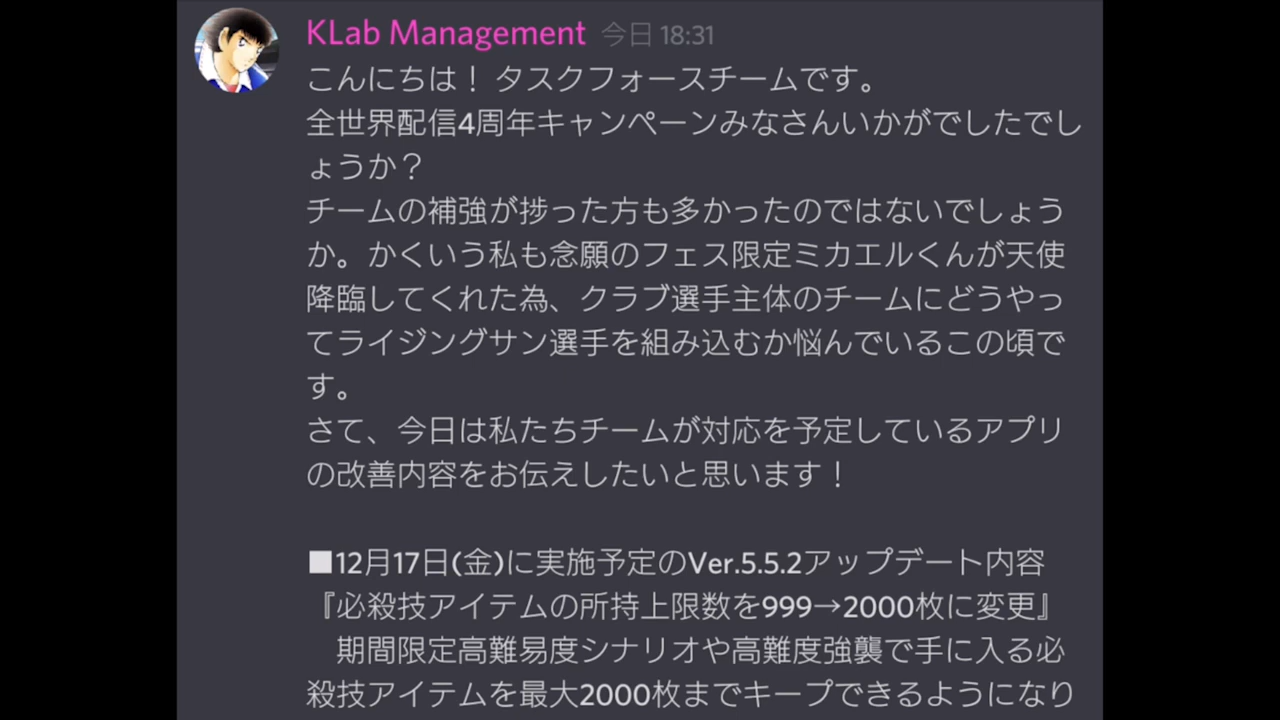 KLab Management 今日 18:31
こんにちは！ タスクフォースチームです。
全世界配信4周年キャンペーンみなさんいかがでしたでし
ょうか？
チームの補強が捗った方も多かったのではないでしょう
か。かくいう私も念願のフェス限定ミカエルくんが天使
降臨してくれた為、クラブ選手主体のチームにどうやっ
てライジングサン選手を組み込むか悩んでいるこの頃で
す。
さて、今日は私たちチームが対応を予定しているアプリ
の改善内容をお伝えしたいと思います！
■12月17日(金)に実施予定のVer.5.5.2アップデート内容
『必殺技アイテムの所持上限数を999→2000枚に変更』
　期間限定高難易度シナリオや高難度強襲で手に入る必
殺技アイテムを最大2000枚までキープできるようになり